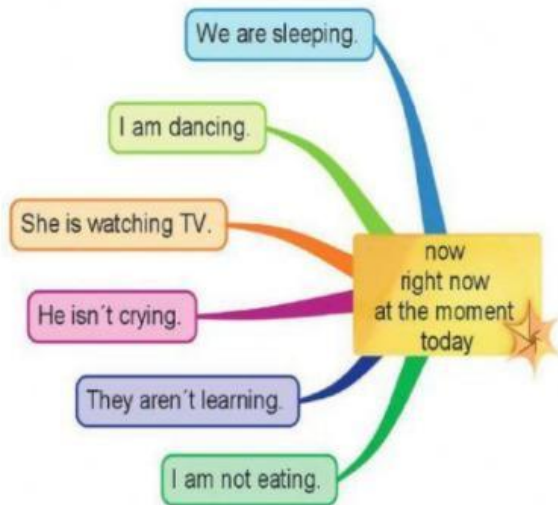 We are sleeping.
I am dancing.
She is watching TV.
He isn´t crying.
They aren´t learning.
I am not eating.
now
right now
at the moment
today